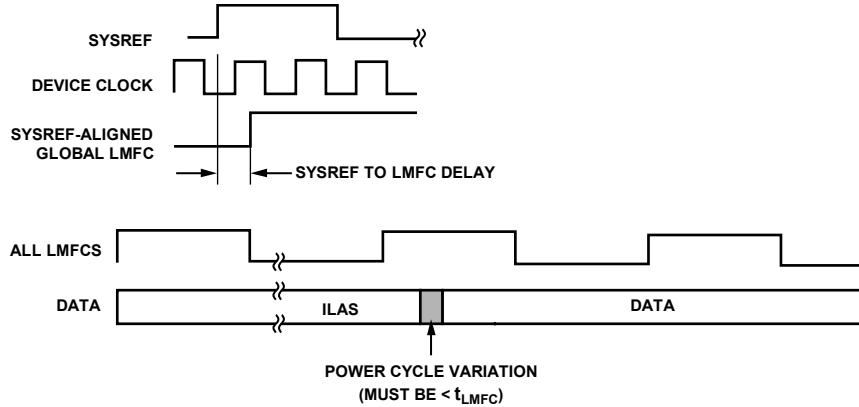 SYSREF
DEVICE CLOCK
SYSREF-ALIGNED
GLOBAL LMFC
SYSREF TO LMFC DELAY
ALL LMFCS
DATA
ILAS
DATA
POWER CYCLE VARIATION
(MUST BE < tLMFC)